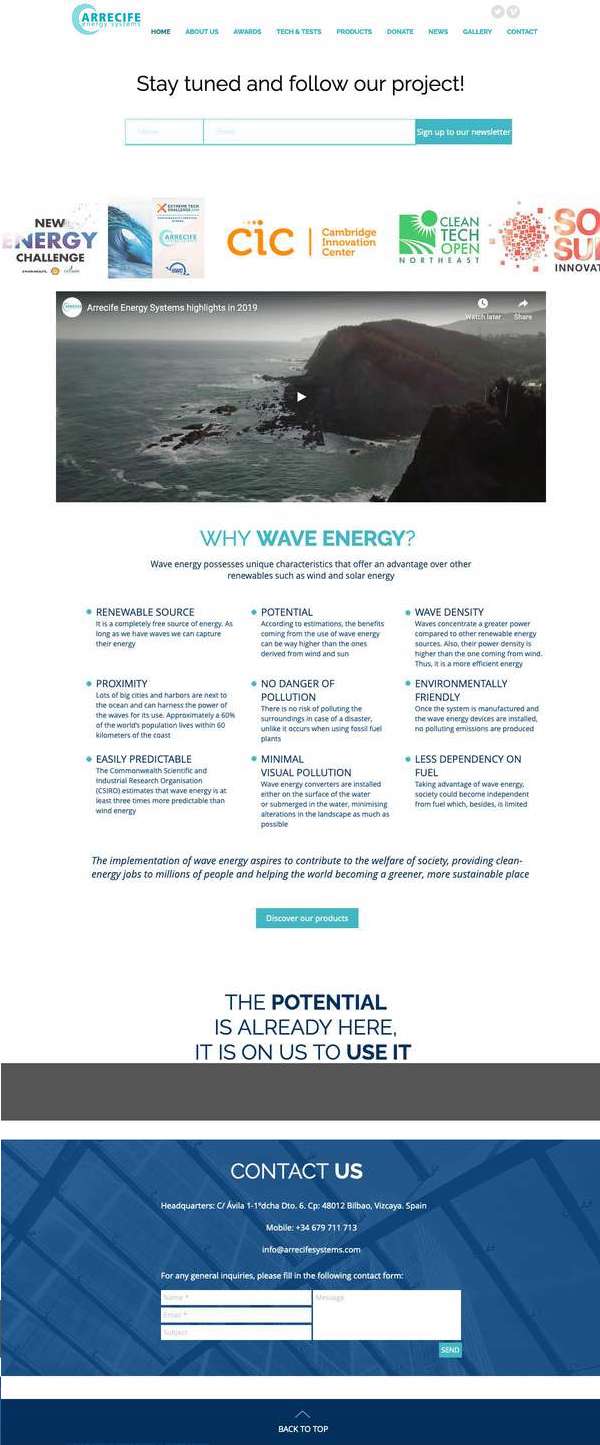 ARRECIFE
energy systems
HOME ABOUT US AWARDS TECH & TESTS PRODUCTS DONATE NEWS GALLERY CONTACT
Stay tuned and follow our project!
Name Email Sign up to our newsletter
NEW
ENERGY
CHALLENGE
EXTREME TECH
CHALLENGE
ARRECIFE
CIC
Cambridge
Innovation
Center
CLEAN
TECH
OPEN
NORTHEAST
SO
SUM
INNOVAT
Arrecife Energy Systems highlights in 2019
Watch later Share
WHY WAVE ENERGY?
Wave energy possesses unique characteristics that offer an advantage over other
renewables such as wind and solar energy
RENEWABLE SOURCE
It is a completely free source of energy. As
long as we have waves we can capture
their energy
POTENTIAL
According to estimations, the benefits
coming from the use of wave energy
can be way higher than the ones
derived from wind and sun
WAVE DENSITY
Waves concentrate a greater power
compared to other renewable energy
sources. Also, their power density is
higher than the one coming from wind.
Thus, it is a more efficient energy
PROXIMITY
Lots of big cities and harbors are next to
the ocean and can harness the power of
the waves for its use. Approximately a 60%
of the world's population lives within 60
kilometers of the coast
NO DANGER OF
POLLUTION
There is no risk of polluting the
surroundings in case of a disaster,
unlike it occurs when using fossil fuel
plants
ENVIRONMENTALLY
FRIENDLY
Once the system is manufactured and
the wave energy devices are installed,
no polluting emissions are produced
EASILY PREDICTABLE
The Commonwealth Scientific and
Industrial Research Organisation
(CSIRO) estimates that wave energy is at
least three times more predictable than
wind energy
MINIMAL
VISUAL POLLUTION
Wave energy converters are installed
either on the surface of the water
or submerged in the water, minimising
alterations in the landscape as much as
possible
LESS DEPENDENCY ON
FUEL
Taking advantage of wave energy,
society could become independent
from fuel which, besides, is limited
The implementation of wave energy aspires to contribute to the welfare of society, providing clean-
energy jobs to millions of people and helping the world becoming a greener, more sustainable place
Discover our products
THE POTENTIAL
IS ALREADY HERE,
IT IS ON US TO USE IT
CONTACT US
Headquarters: C/ Ávila 1-1ºdcha Dto. 6. Cp: 48012 Bilbao, Vizcaya. Spain
Mobile: +34 679 711 713
info@arrecifesystems.com
For any general inquiries, please fill in the following contact form:
Name *
Email *
Subject
Message
SEND
BACK TO TOP